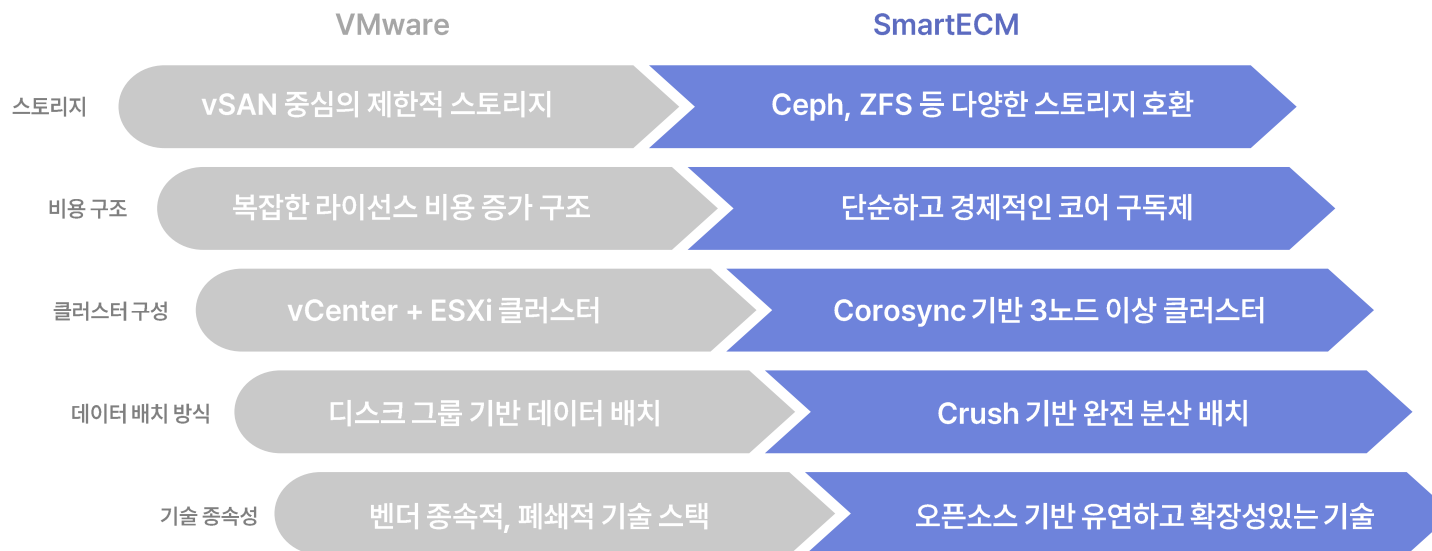 VMware SmartECM
스토리지 vSAN 중심의 제한적 스토리지 Ceph, ZFS 등 다양한 스토리지 호환
비용 구조 복잡한 라이선스 비용 증가 구조 단순하고 경제적인 코어 구독제
클러스터 구성 vCenter + ESXi 클러스터 Corosync 기반 3노드 이상 클러스터
데이터 배치 방식 디스크 그룹 기반 데이터 배치 Crush 기반 완전 분산 배치
기술 종속성 벤더 종속적, 폐쇄적 기술 스택 오픈소스 기반 유연하고 확장성있는 기술